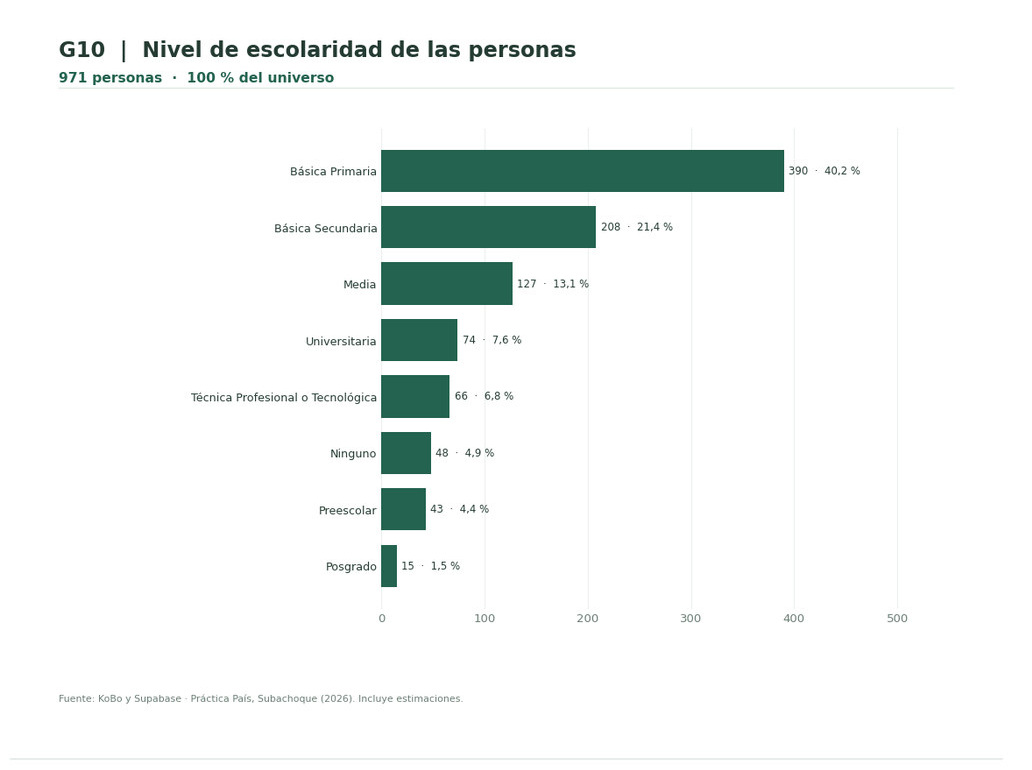 G10 | Nivel de escolaridad de las personas
971 personas · 100 % del universo
Básica Primaria 390 · 40,2 %
Básica Secundaria 208 · 21,4 %
Media 127 · 13,1 %
Universitaria 74 · 7,6 %
Técnica Profesional o Tecnológica 66 · 6,8 %
Ninguno 48 · 4,9 %
Preescolar 43 · 4,4 %
Posgrado 15 · 1,5 %
0 100 200 300 400 500
Fuente: KoBo y Supabase · Práctica País, Subachoque (2026). Incluye estimaciones.